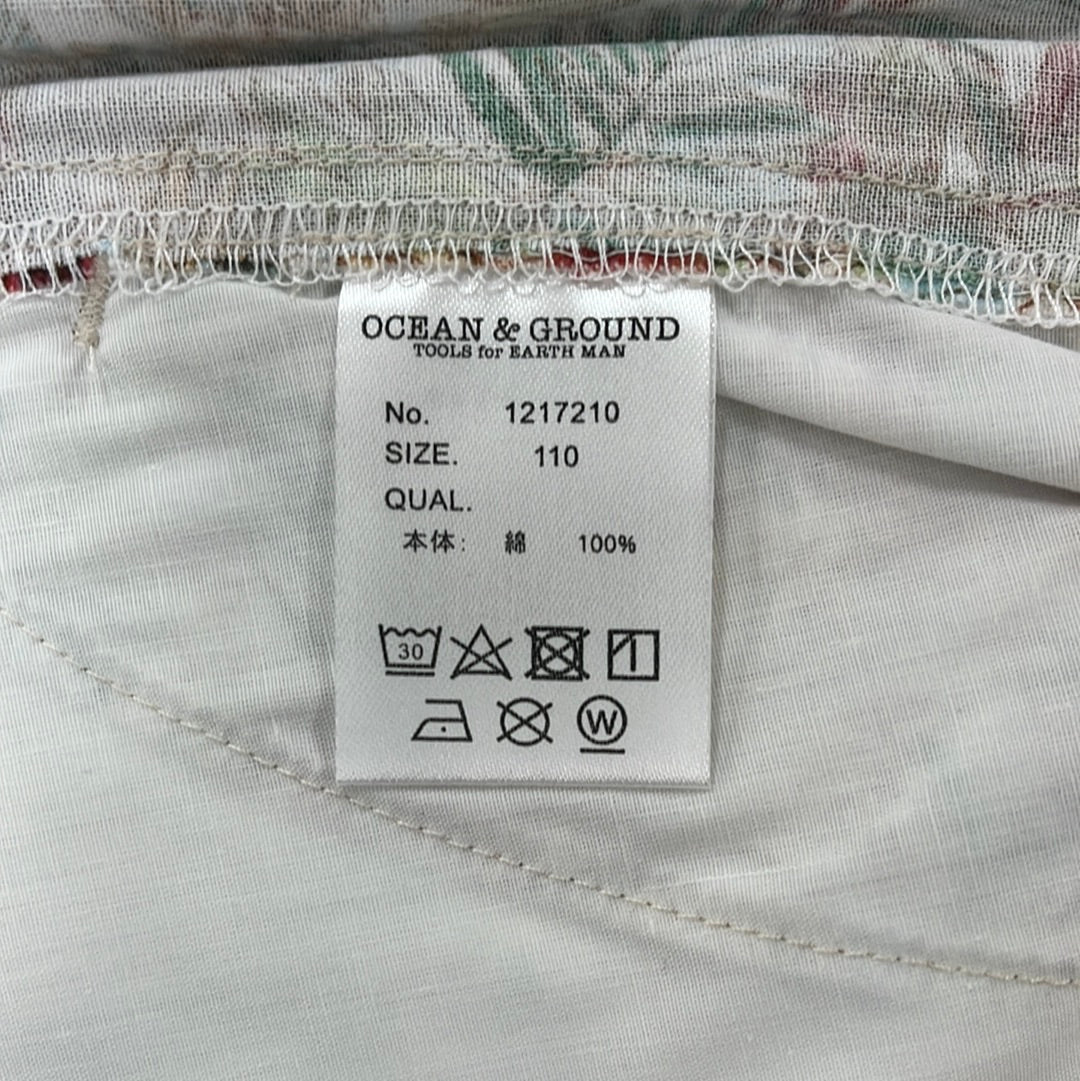 OCEAN & GROUND
TOOLS for EARTH MAN
No. 1217210
SIZE. 110
QUAL.
本体: 綿 100%
30
W